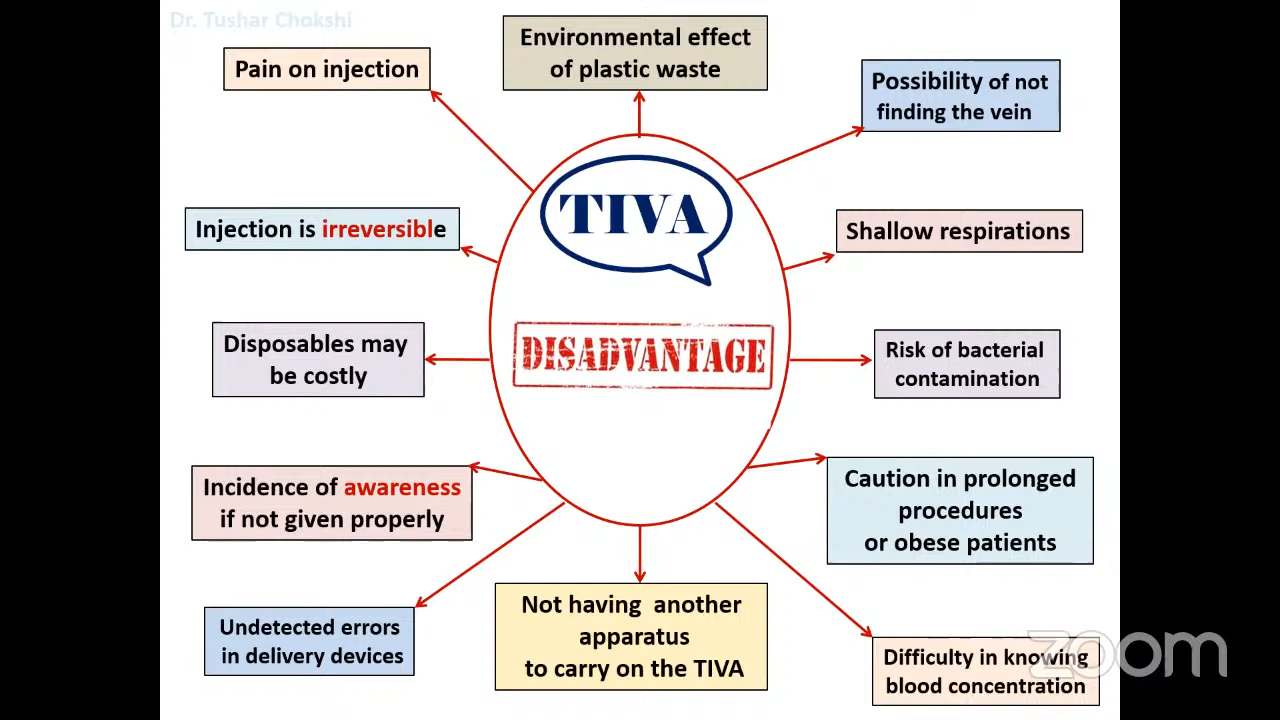 Dr. Tushar Chokshi
Environmental effect
of plastic waste
Pain on injection
Possibility of not
finding the vein
TIVA
Injection is irreversible
Shallow respirations
DISADVANTAGE
Disposables may
be costly
Risk of bacterial
contamination
Incidence of awareness
if not given properly
Caution in prolonged
procedures
or obese patients
Undetected errors
in delivery devices
Not having another
apparatus
to carry on the TIVA
Difficulty in knowing
blood concentration
zoom